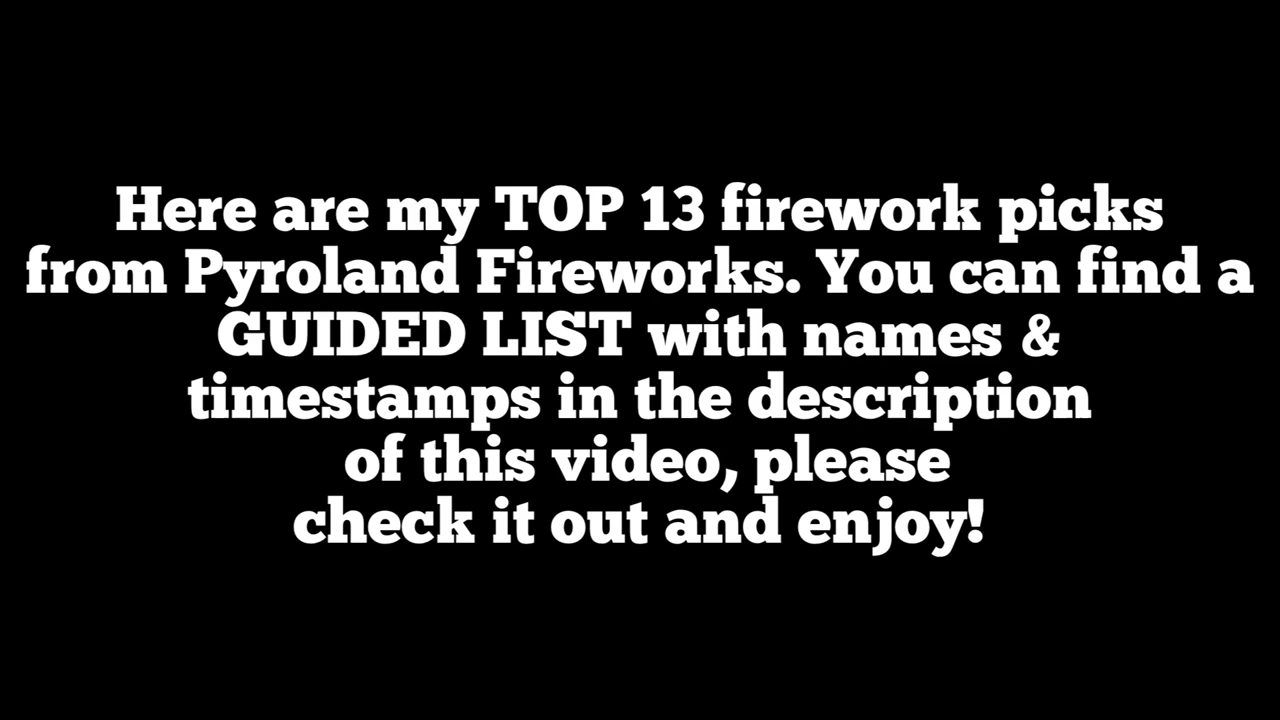 Here are my TOP 13 firework picks
from Pyroland Fireworks. You can find a
GUIDED LIST with names &
timestamps in the description
of this video, please
check it out and enjoy!